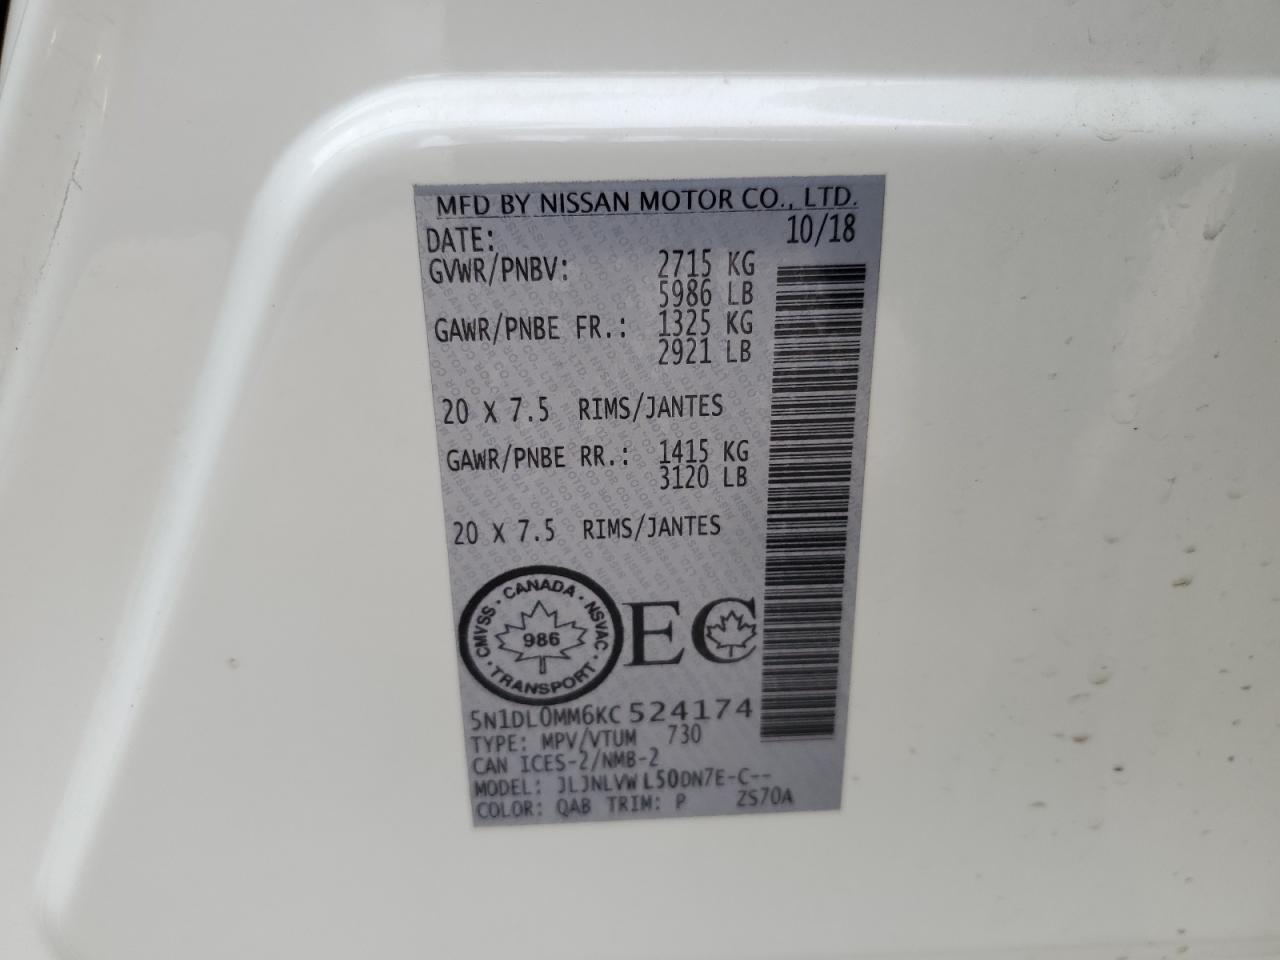 MFD BY NISSAN MOTOR CO., LTD.
DATE: 10/18
GVWR/PNBV: 2715 KG
5986 LB
GAWR/PNBE FR.: 1325 KG
2921 LB
20 X 7.5 RIMS/JANTES
GAWR/PNBE RR.: 1415 KG
3120 LB
20 X 7.5 RIMS/JANTES
CANADA
CMVSS · NSVAC
986
TRANSPORT
EC
5N1DL0MM6KC524174
TYPE: MPV/VTUM 730
CAN ICES-2/NMB-2
MODEL: JLJNLVW L50DN7E-C--
COLOR: QAB TRIM: P ZS70A